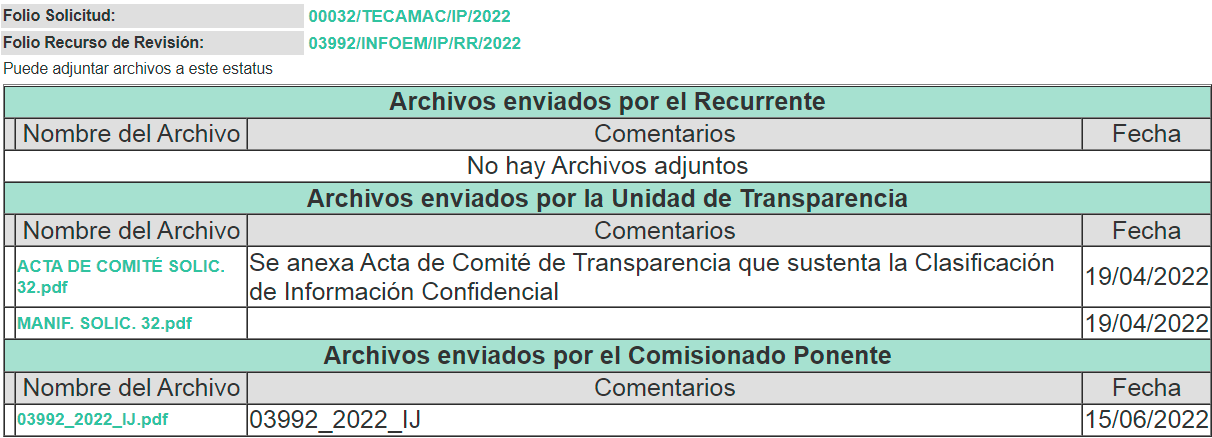 Folio Solicitud: 00032/TECAMAC/IP/2022
Folio Recurso de Revisión: 03992/INFOEM/IP/RR/2022
Puede adjuntar archivos a este estatus
Archivos enviados por el Recurrente
Nombre del Archivo Comentarios Fecha
No hay Archivos adjuntos
Archivos enviados por la Unidad de Transparencia
Nombre del Archivo Comentarios Fecha
ACTA DE COMITÉ SOLIC. 32.pdf Se anexa Acta de Comité de Transparencia que sustenta la Clasificación de Información Confidencial 19/04/2022
MANIF. SOLIC. 32.pdf 19/04/2022
Archivos enviados por el Comisionado Ponente
Nombre del Archivo Comentarios Fecha
03992_2022_IJ.pdf 03992_2022_IJ 15/06/2022